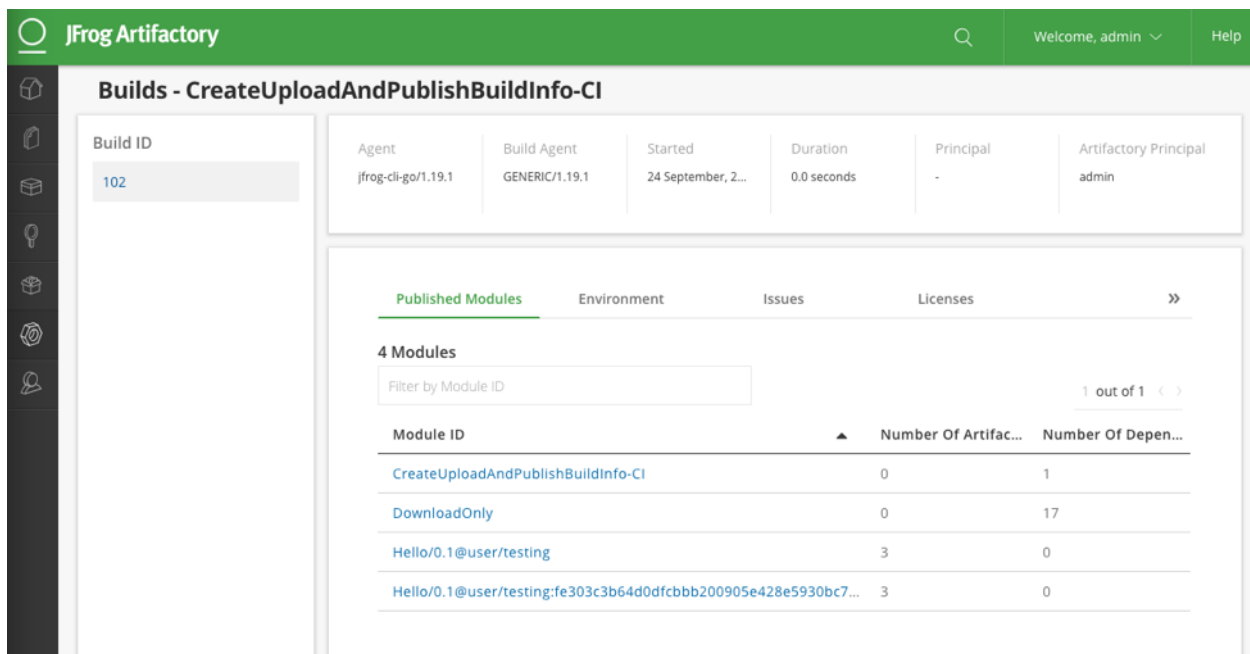 JFrog Artifactory
Welcome, admin
Help
Builds - CreateUploadAndPublishBuildInfo-CI
Build ID
102
Agent Build Agent Started Duration Principal Artifactory Principal
jfrog-cli-go/1.19.1 GENERIC/1.19.1 24 September, 2... 0.0 seconds - admin
Published Modules Environment Issues Licenses »
4 Modules
Filter by Module ID
1 out of 1 < >
Module ID Number Of Artifac... Number Of Depen...
CreateUploadAndPublishBuildInfo-CI 0 1
DownloadOnly 0 17
Hello/0.1@user/testing 3 0
Hello/0.1@user/testing:fe303c3b64d0dfcbbb200905e428e5930bc7... 3 0